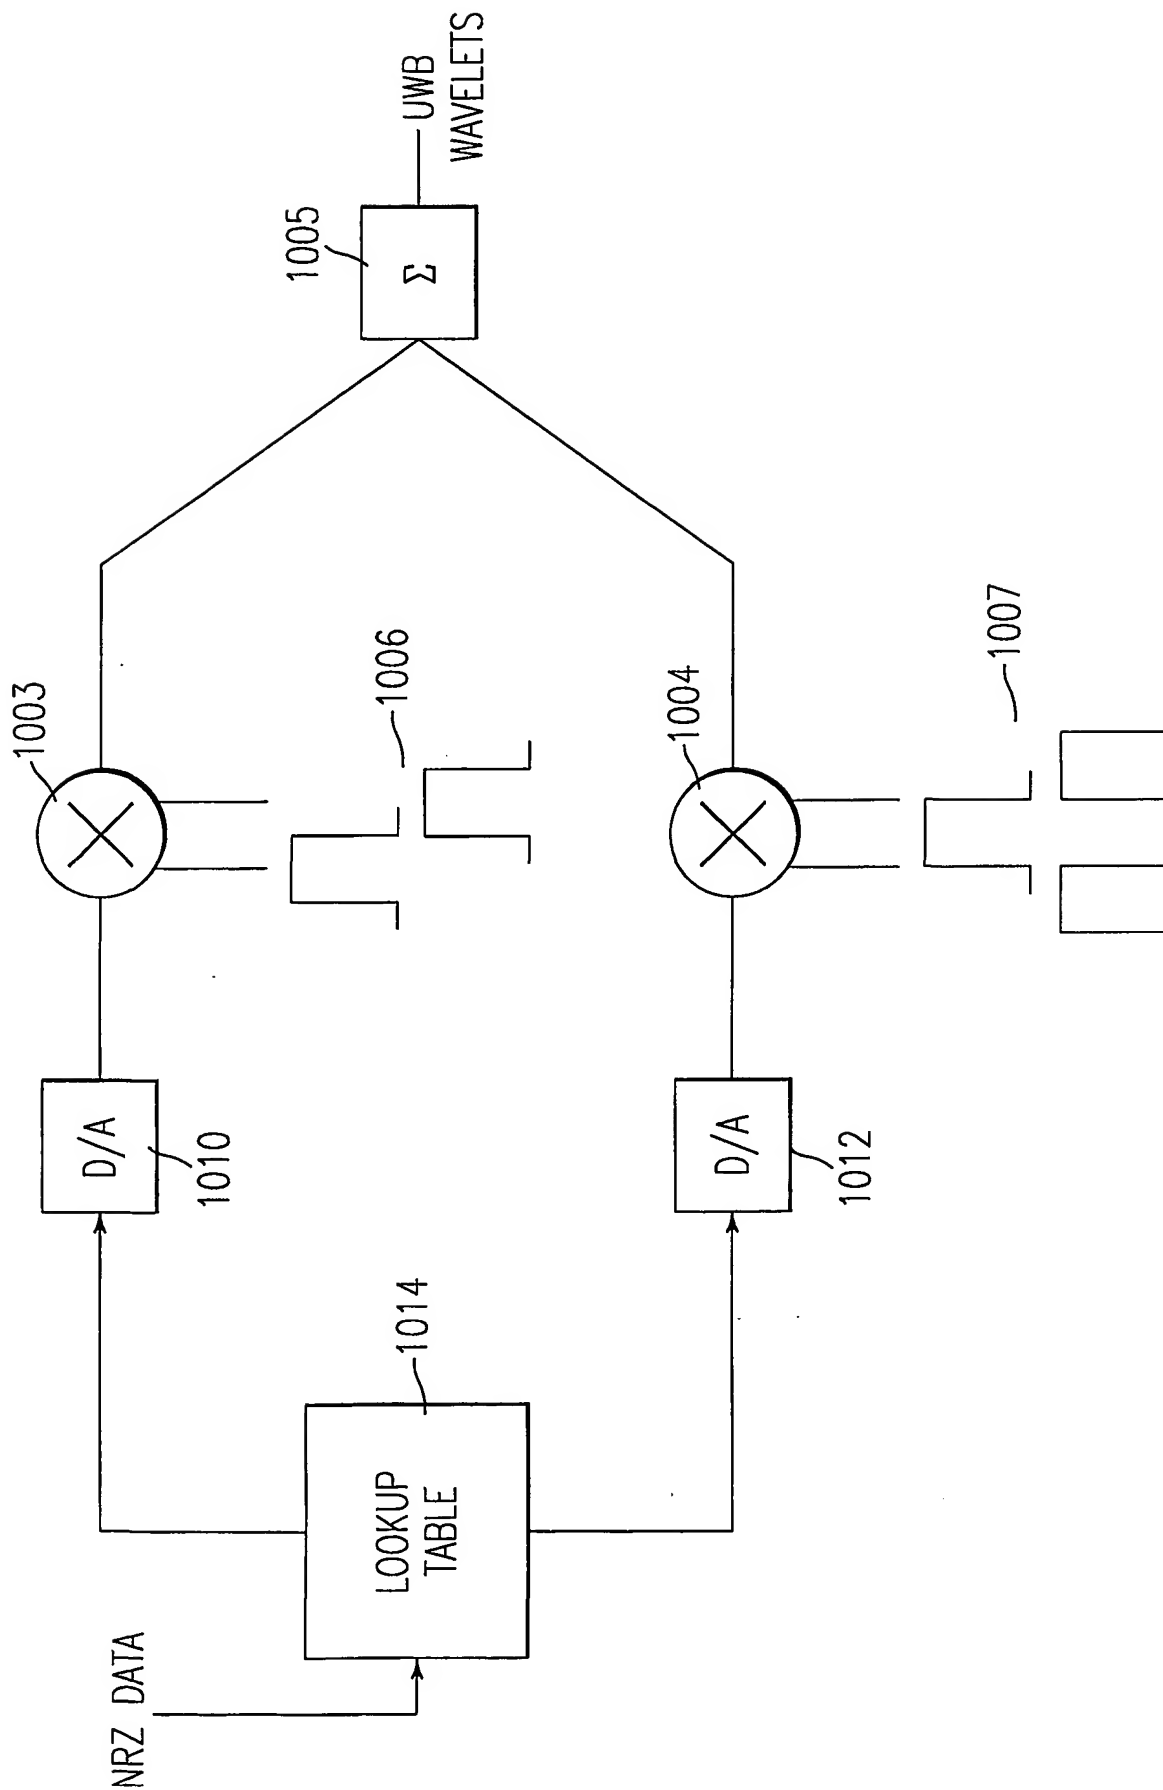 NRZ DATA
LOOKUP
TABLE
1014
D/A
1010
D/A
1012
1003
1006
1004
1007
Σ
1005
UWB
WAVELETS